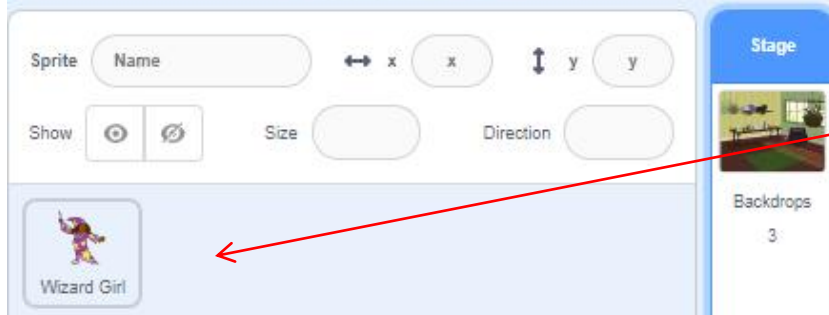 Sprite Name x x y y
Show Size Direction
Wizard Girl
Stage
Backdrops
3